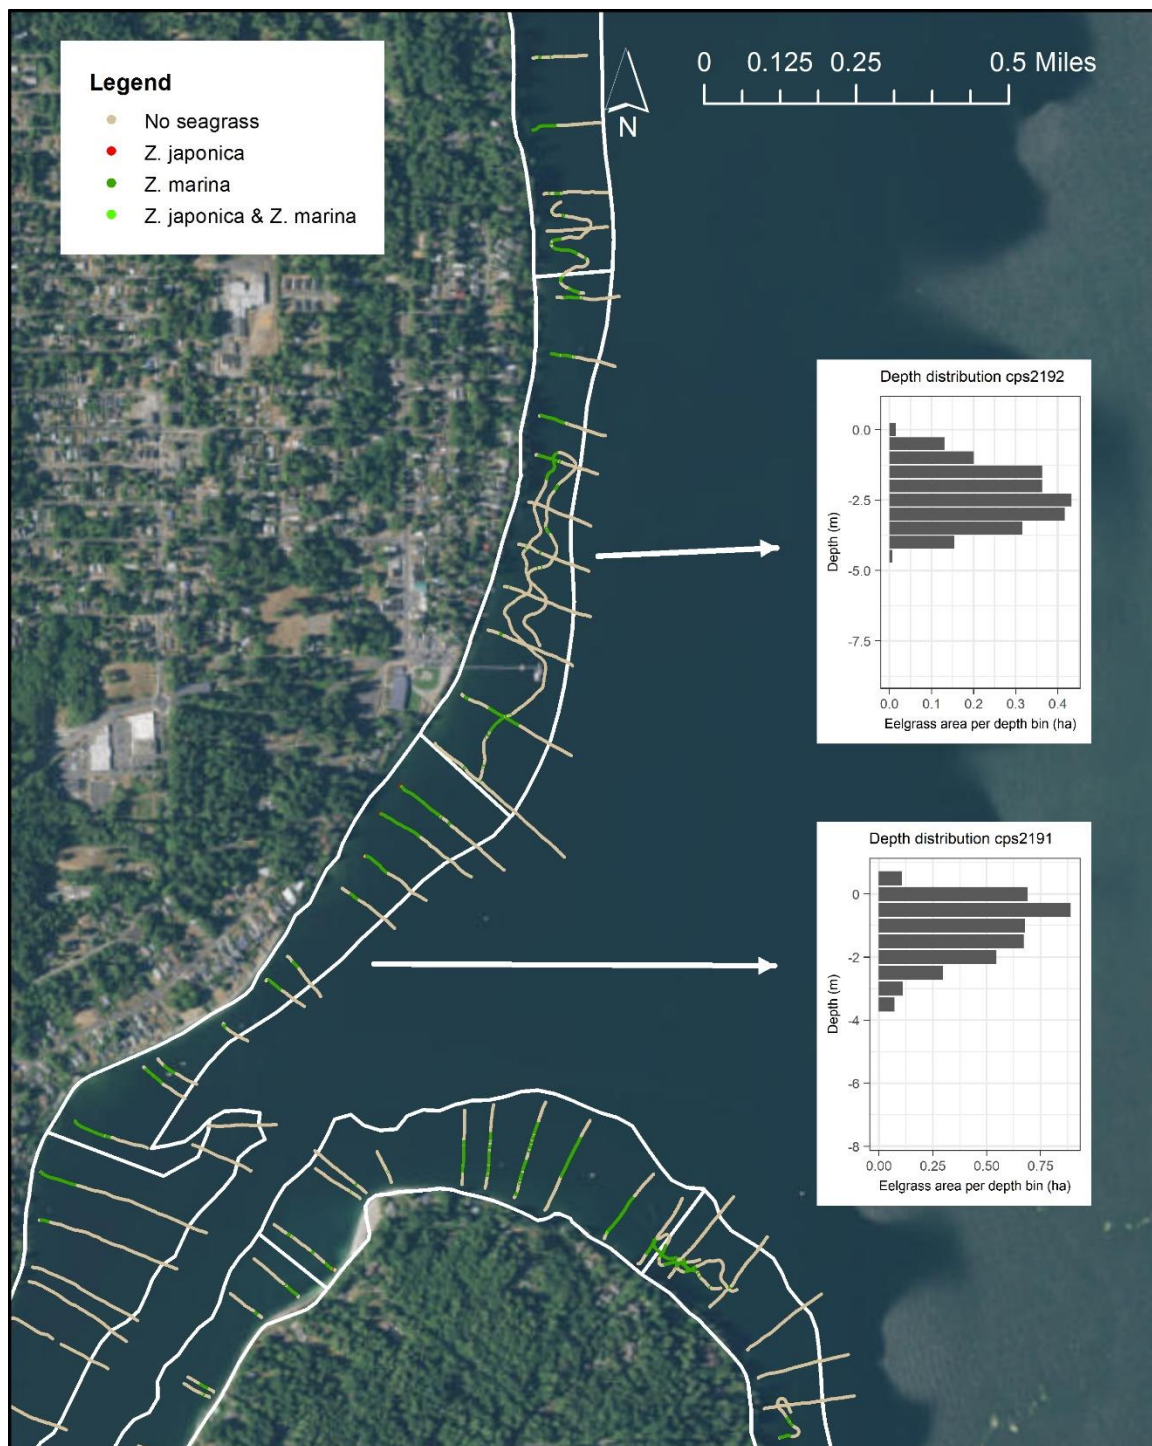 Legend
No seagrass
Z. japonica
Z. marina
Z. japonica & Z. marina
0 0.125 0.25 0.5 Miles
N
Depth distribution cps2192
0.0
-2.5
-5.0
-7.5
Depth (m)
0.0 0.1 0.2 0.3 0.4
Eelgrass area per depth bin (ha)
Depth distribution cps2191
0
-2
-4
-6
-8
Depth (m)
0.00 0.25 0.50 0.75
Eelgrass area per depth bin (ha)